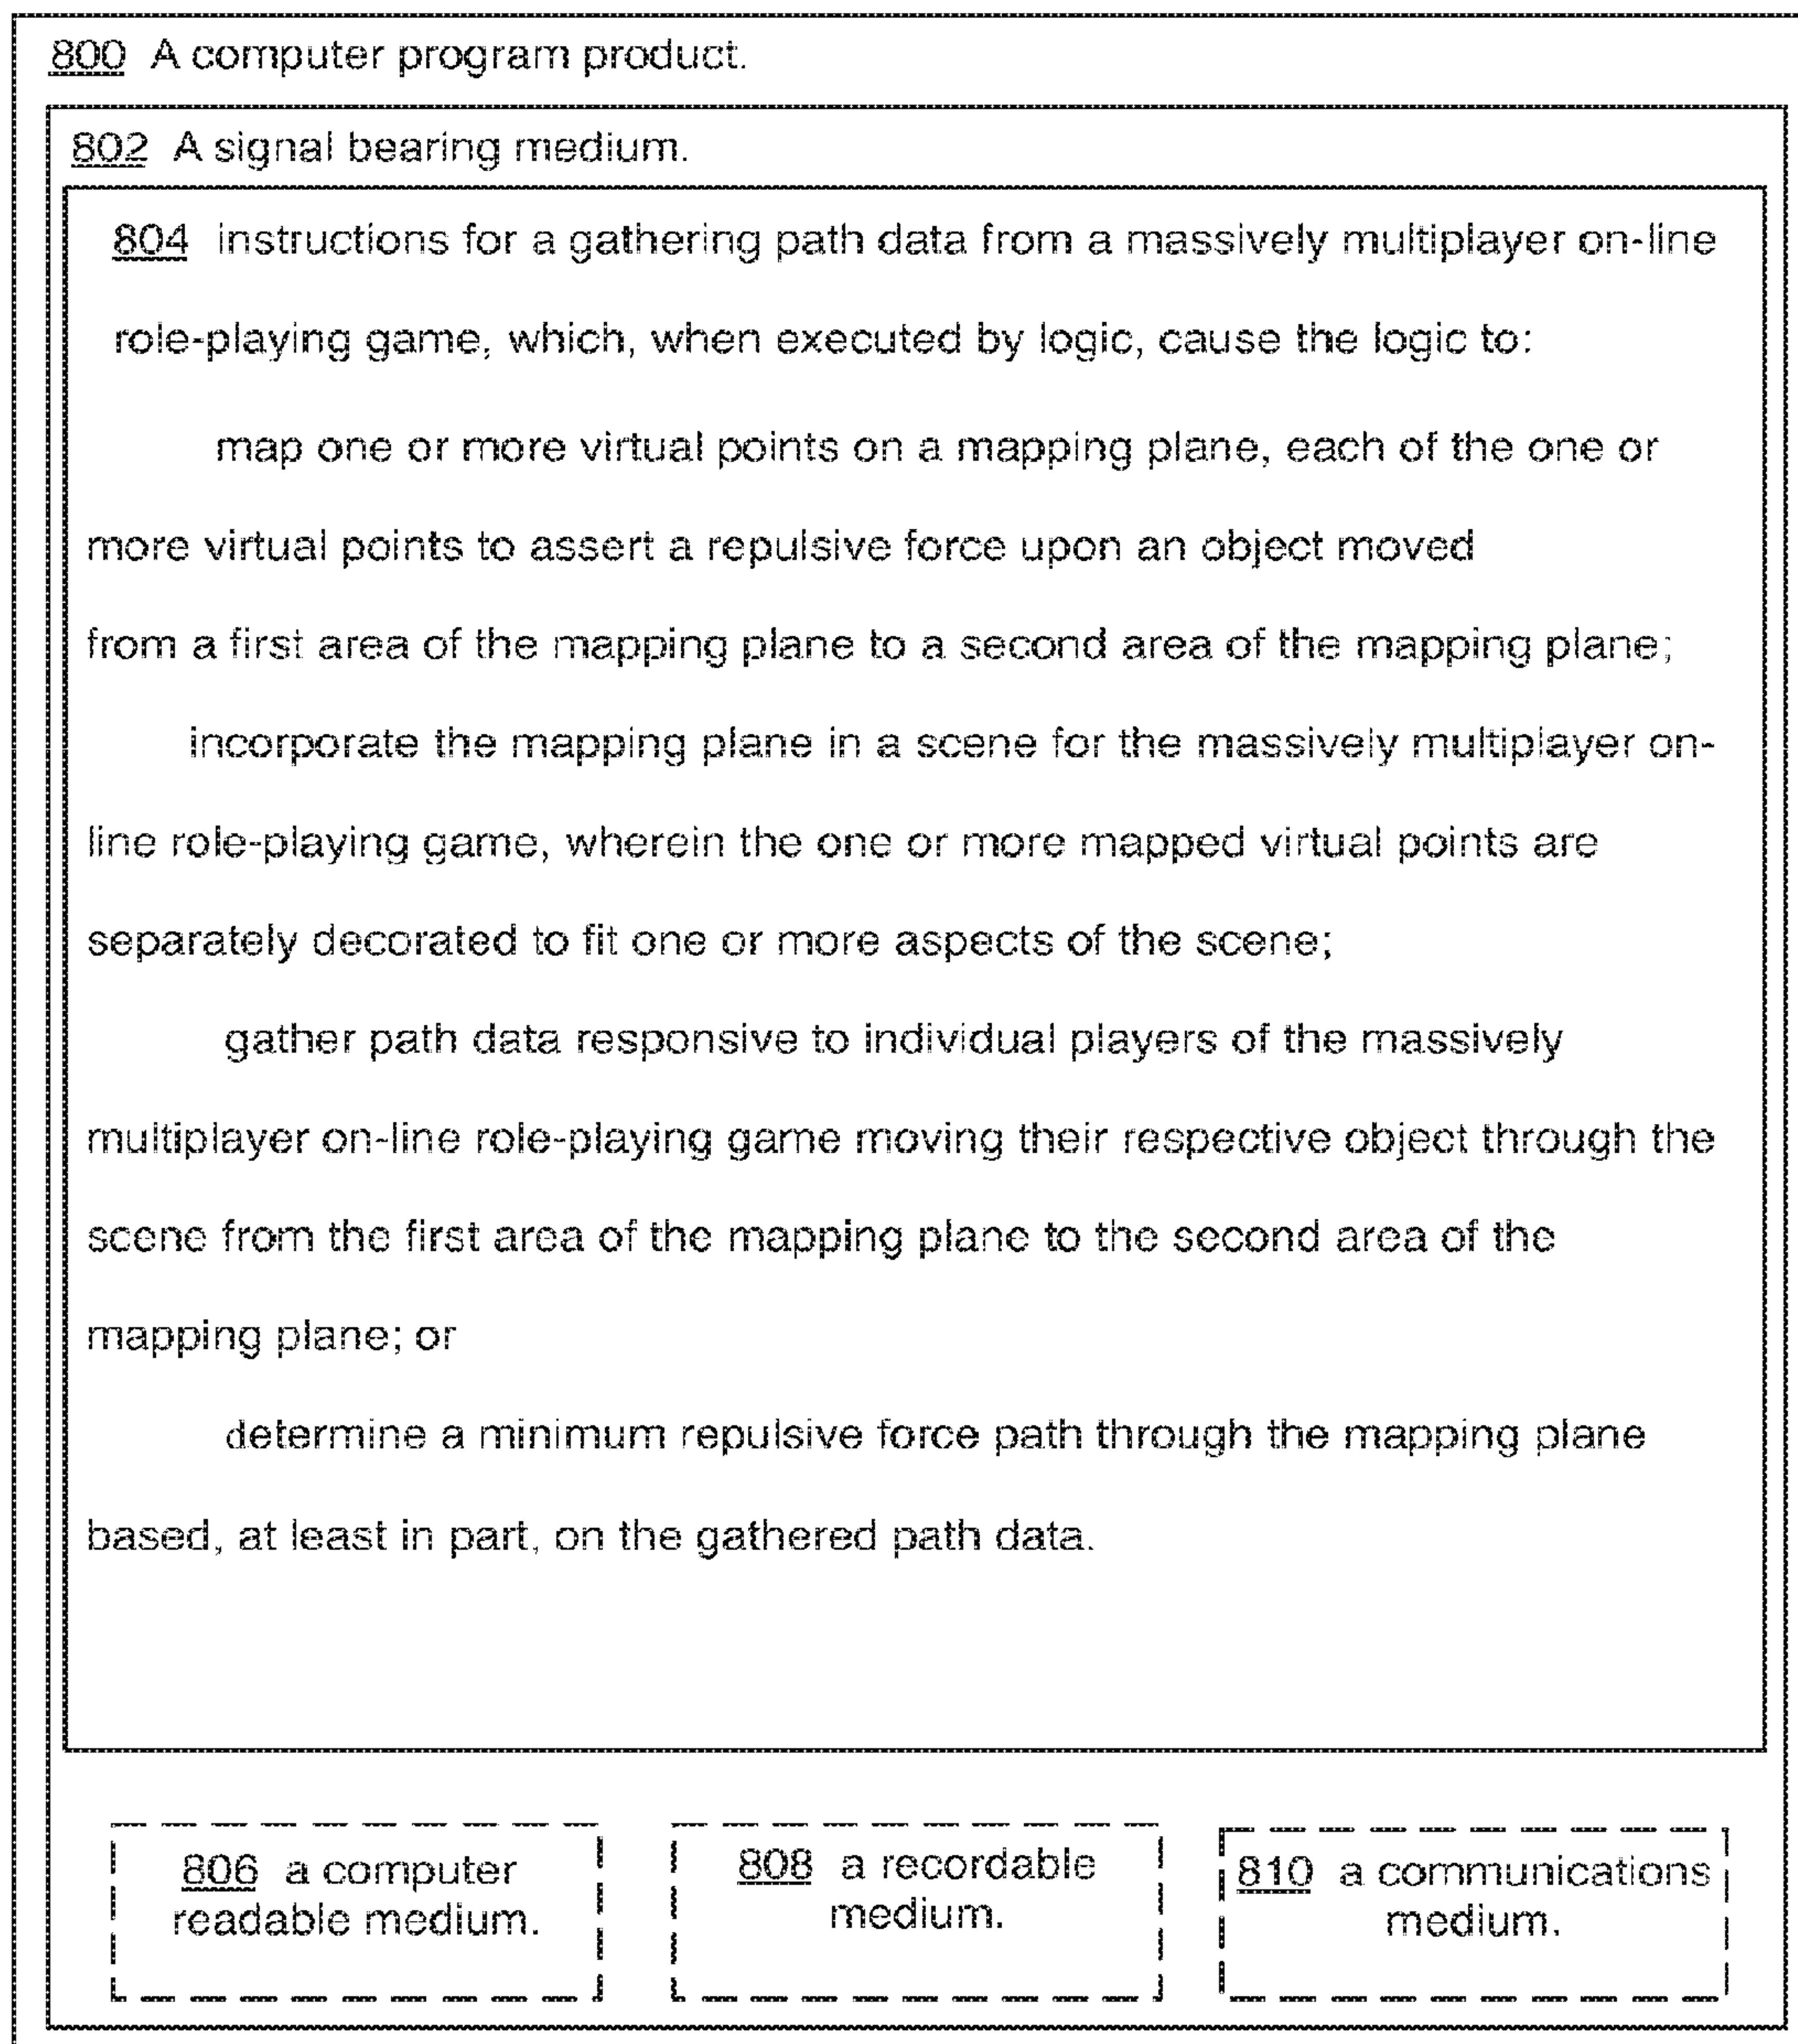 800 A computer program product.
802 A signal bearing medium.
804 instructions for a gathering path data from a massively multiplayer on-line
role-playing game, which, when executed by logic, cause the logic to:
map one or more virtual points on a mapping plane, each of the one or
more virtual points to assert a repulsive force upon an object moved
from a first area of the mapping plane to a second area of the mapping plane;
incorporate the mapping plane in a scene for the massively multiplayer on-
line role-playing game, wherein the one or more mapped virtual points are
separately decorated to fit one or more aspects of the scene;
gather path data responsive to individual players of the massively
multiplayer on-line role-playing game moving their respective object through the
scene from the first area of the mapping plane to the second area of the
mapping plane; or
determine a minimum repulsive force path through the mapping plane
based, at least in part, on the gathered path data.
806 a computer
readable medium.
808 a recordable
medium.
810 a communications
medium.